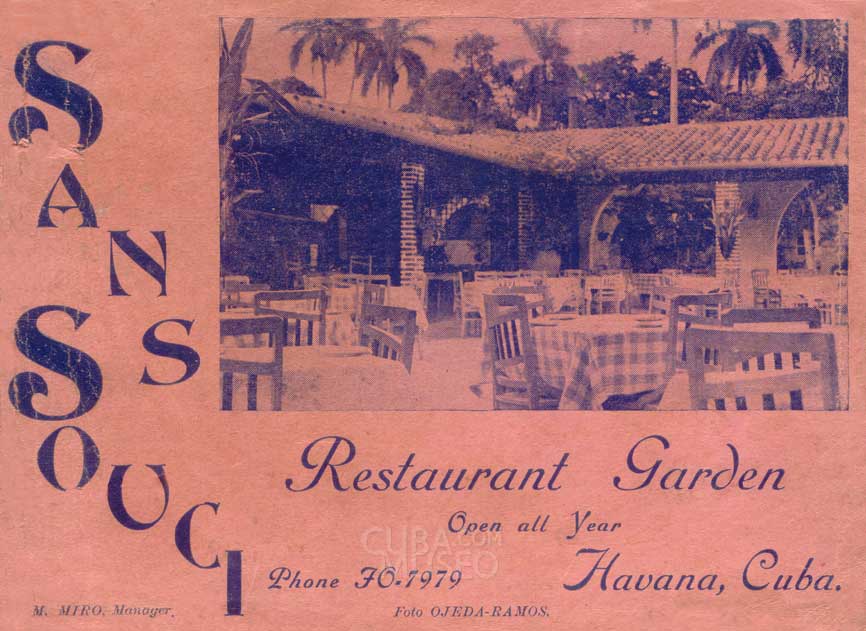 SANS
SOUCI
Restaurant Garden
Open all Year
CUBA.COM
MUSEO
Phone FO-7979
Havana, Cuba.
M. MIRO, Manager.
Foto OJEDA-RAMOS.